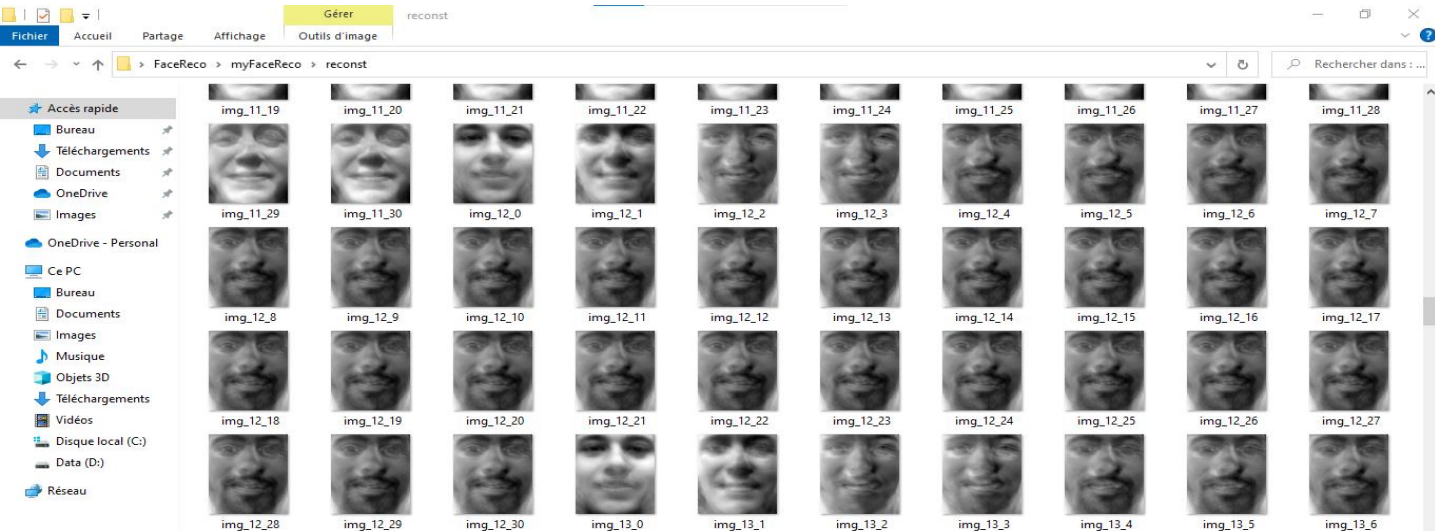 Gérer
reconst
Fichier
Accueil
Partage
Affichage
Outils d'image
FaceReco > myFaceReco > reconst
Rechercher dans : ...
Accès rapide
Bureau
Téléchargements
Documents
OneDrive
Images
OneDrive - Personal
Ce PC
Bureau
Documents
Images
Musique
Objets 3D
Téléchargements
Vidéos
Disque local (C:)
Data (D:)
Réseau
img_11_19 img_11_20 img_11_21 img_11_22 img_11_23 img_11_24 img_11_25 img_11_26 img_11_27 img_11_28
img_11_29 img_11_30 img_12_0 img_12_1 img_12_2 img_12_3 img_12_4 img_12_5 img_12_6 img_12_7
img_12_8 img_12_9 img_12_10 img_12_11 img_12_12 img_12_13 img_12_14 img_12_15 img_12_16 img_12_17
img_12_18 img_12_19 img_12_20 img_12_21 img_12_22 img_12_23 img_12_24 img_12_25 img_12_26 img_12_27
img_12_28 img_12_29 img_12_30 img_13_0 img_13_1 img_13_2 img_13_3 img_13_4 img_13_5 img_13_6